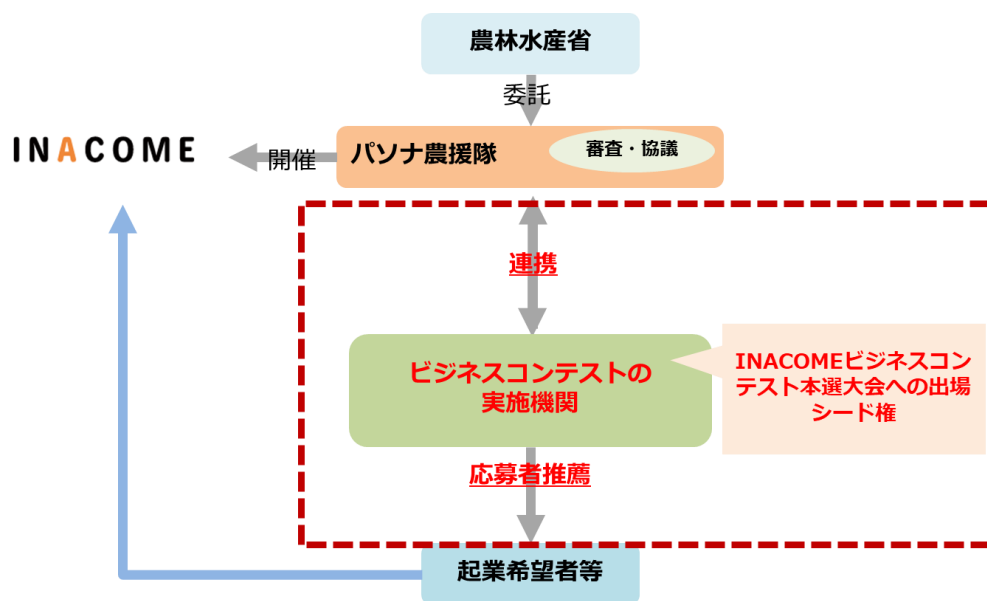 農林水産省
委託
INACOME
開催
パソナ農援隊
審査・協議
連携
ビジネスコンテストの
実施機関
INACOMEビジネスコン
テスト本選大会への出場
シード権
応募者推薦
起業希望者等